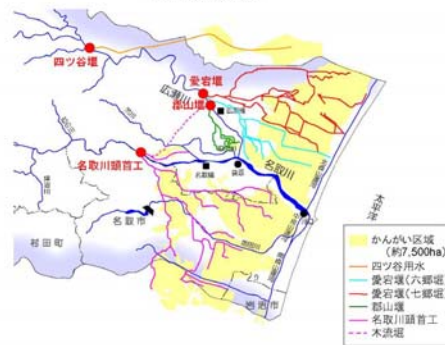 四ツ谷堰
愛宕堰
広瀬川
郡山堰
名取川頭首工
名取川
太平洋
名取市
村田町
岩沼市
かんがい区域
(約7,500ha)
四ツ谷用水
愛宕堰(六郷堀)
愛宕堰(七郷堀)
郡山堰
名取川頭首工
木流堀